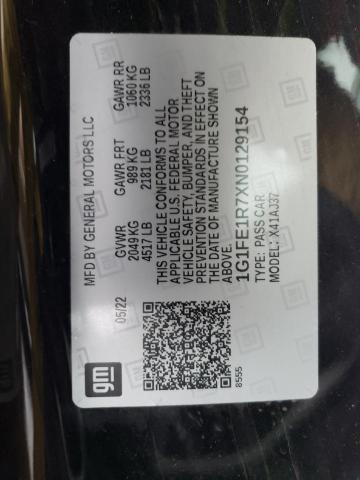 gm
MFD BY GENERAL MOTORS LLC
05/22
GVWR GAWR FRT GAWR RR
2049 KG 989 KG 1060 KG
4517 LB 2181 LB 2336 LB
THIS VEHICLE CONFORMS TO ALL
APPLICABLE U.S. FEDERAL MOTOR
VEHICLE SAFETY, BUMPER, AND THEFT
PREVENTION STANDARDS IN EFFECT ON
THE DATE OF MANUFACTURE SHOWN
ABOVE.
1G1FE1R7XN0129154
TYPE: PASS CAR
MODEL: X41AJ37
8555